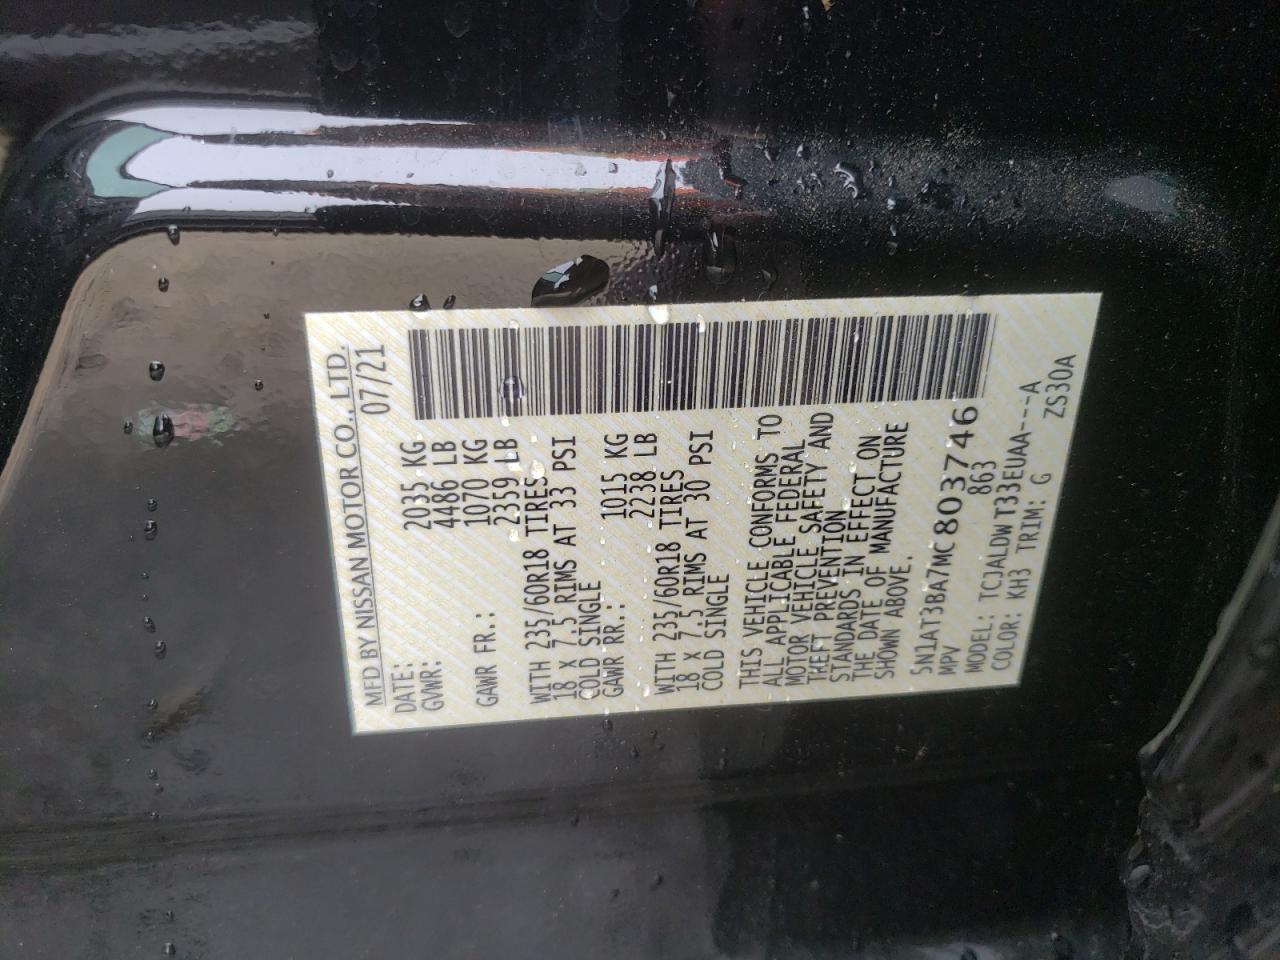 MFD BY NISSAN MOTOR CO., LTD.
DATE: 07/21
GVWR: 2035 KG
4486 LB
GAWR FR.: 1070 KG
2359 LB
WITH 235/60R18 TIRES
18 X 7.5 RIMS AT 33 PSI
COLD SINGLE
GAWR RR.: 1015 KG
2238 LB
WITH 235/60R18 TIRES
18 X 7.5 RIMS AT 30 PSI
COLD SINGLE
THIS VEHICLE CONFORMS TO
ALL APPLICABLE FEDERAL
MOTOR VEHICLE SAFETY AND
THEFT PREVENTION
STANDARDS IN EFFECT ON
THE DATE OF MANUFACTURE
SHOWN ABOVE.
5N1AT3BA7MC803746
MPV 863
MODEL: TCJALDWT33EUAA---A
COLOR: KH3 TRIM: G ZS30A